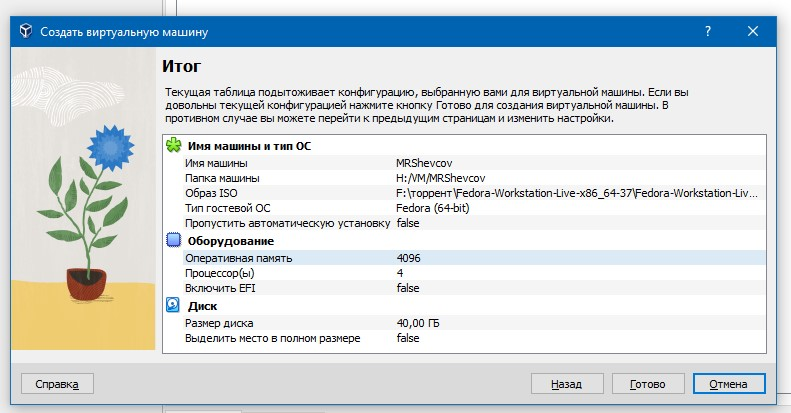 Создать виртуальную машину
?
Итог
Текущая таблица подытоживает конфигурацию, выбранную вами для виртуальной машины. Если вы
довольны текущей конфигурацией нажмите кнопку Готово для создания виртуальной машины. В
противном случае вы можете перейти к предыдущим страницам и изменить настройки.
Имя машины и тип ОС
Имя машины MRShevcov
Папка машины H:/VM/MRShevcov
Образ ISO F:\торрент\Fedora-Workstation-Live-x86_64-37\Fedora-Workstation-Liv...
Тип гостевой ОС Fedora (64-bit)
Пропустить автоматическую установку false
Оборудование
Оперативная память 4096
Процессор(ы) 4
Включить EFI false
Диск
Размер диска 40,00 ГБ
Выделить место в полном размере false
Справка Назад Готово Отмена